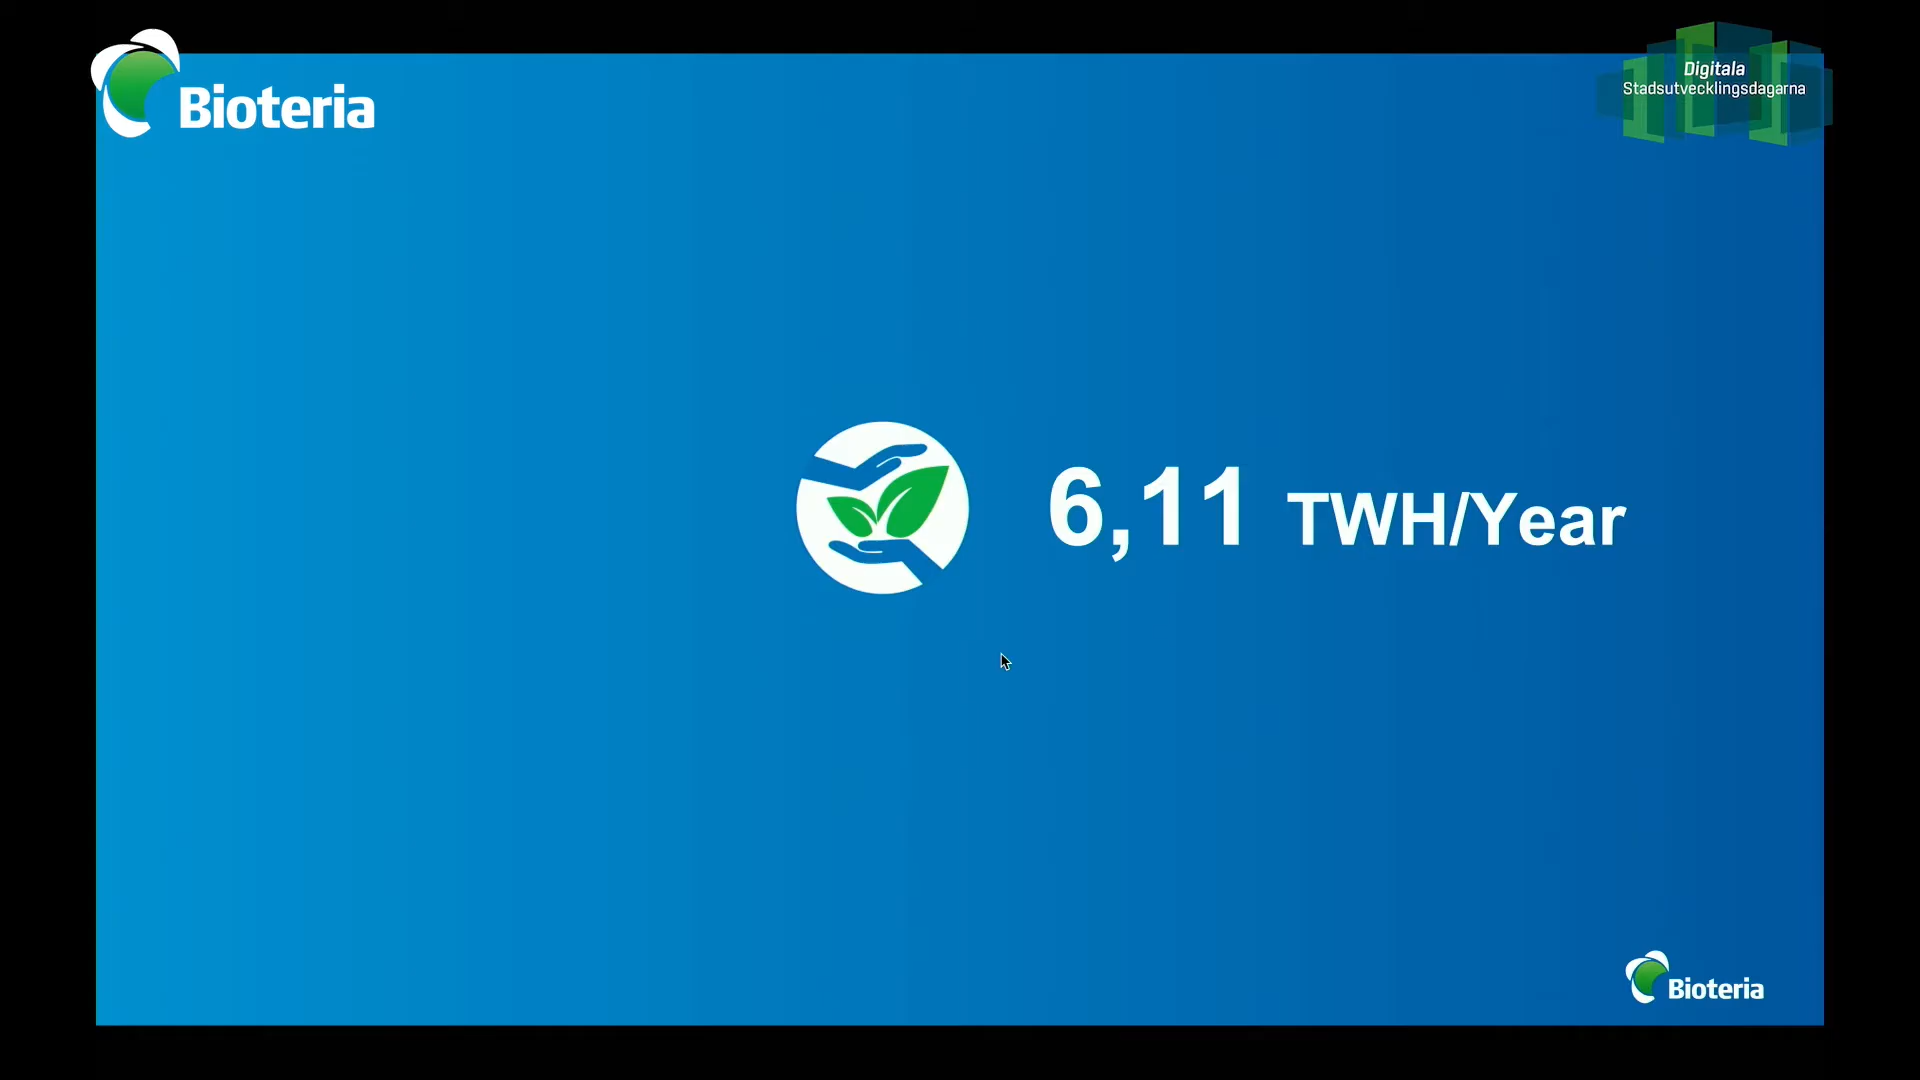 Bioteria
Digitala
Stadsutvecklingsdagarna
6,11 TWH/Year
Bioteria